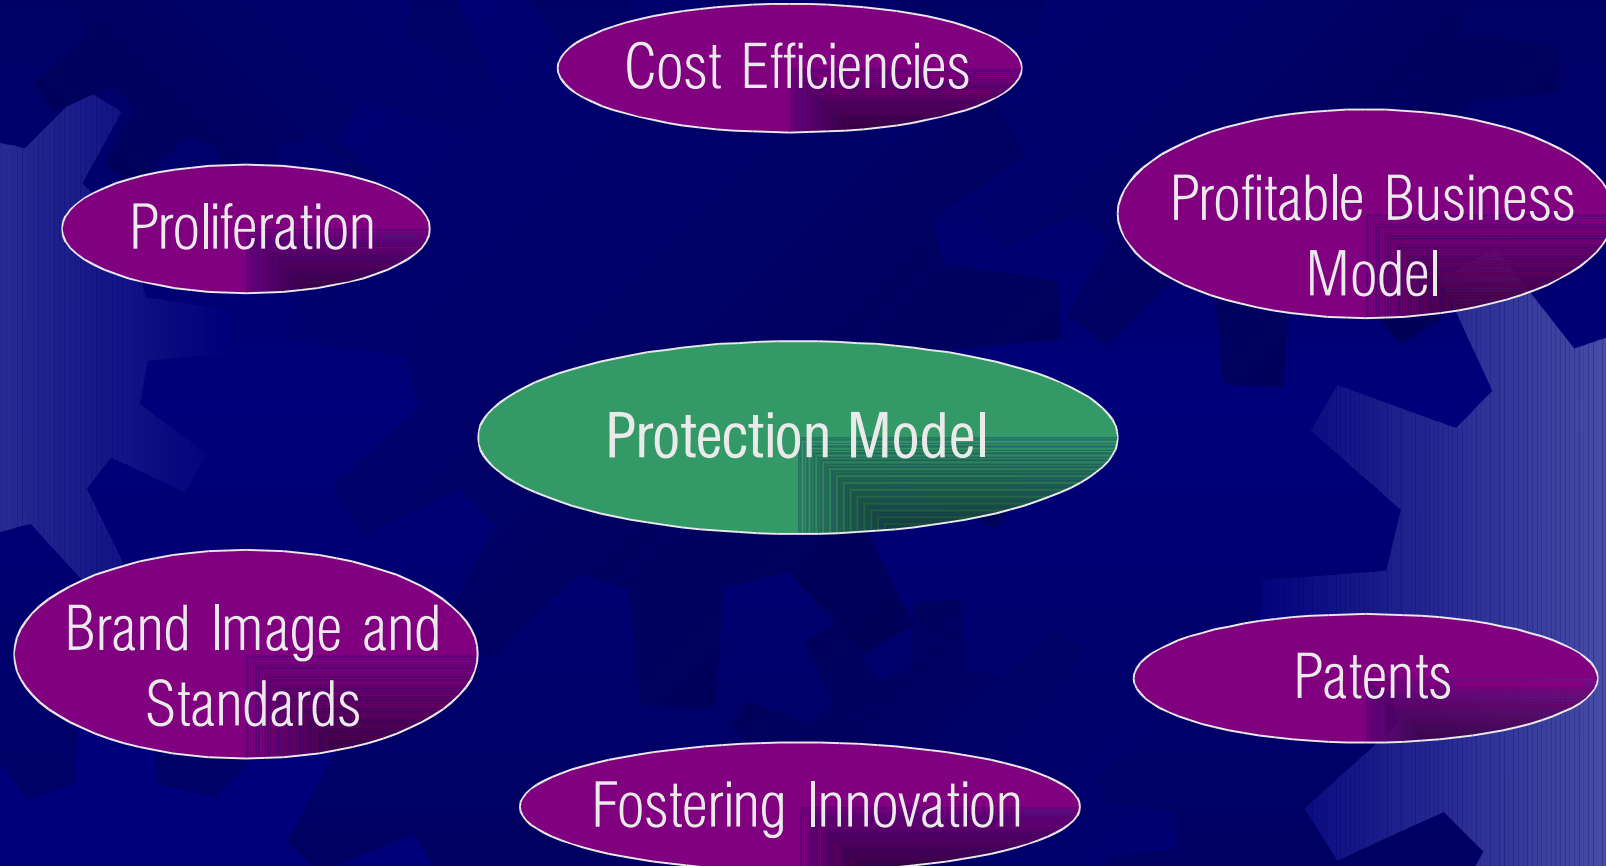 Cost Efficiencies
Profitable Business
Model
Proliferation
Protection Model
Brand Image and
Standards
Patents
Fostering Innovation